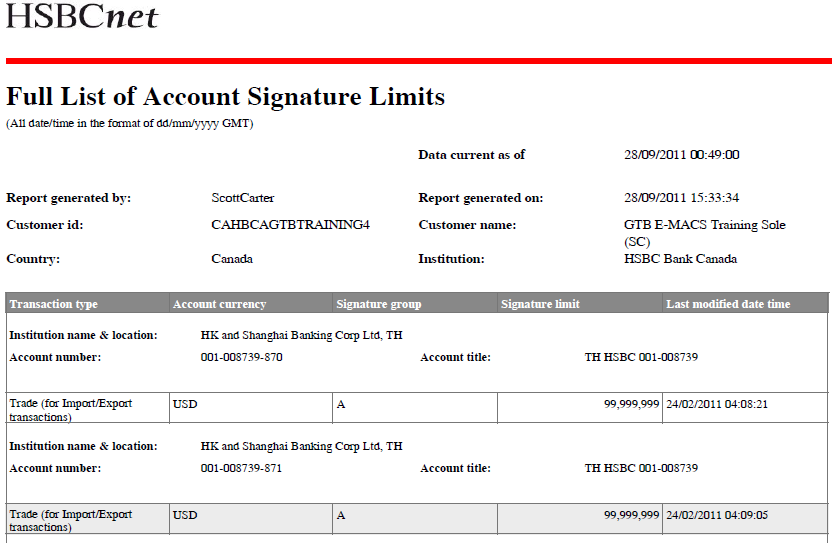 HSBCnet
Full List of Account Signature Limits
(All date/time in the format of dd/mm/yyyy GMT)
Data current as of 28/09/2011 00:49:00
Report generated by: ScottCarter Report generated on: 28/09/2011 15:33:34
Customer id: CAHBCAGTBTRAINING4 Customer name: GTB E-MACS Training Sole
(SC)
Country: Canada Institution: HSBC Bank Canada
Transaction type Account currency Signature group Signature limit Last modified date time
Institution name & location: HK and Shanghai Banking Corp Ltd, TH
Account number: 001-008739-870 Account title: TH HSBC 001-008739
Trade (for Import/Export USD A 99,999,999 24/02/2011 04:08:21
transactions)
Institution name & location: HK and Shanghai Banking Corp Ltd, TH
Account number: 001-008739-871 Account title: TH HSBC 001-008739
Trade (for Import/Export USD A 99,999,999 24/02/2011 04:09:05
transactions)